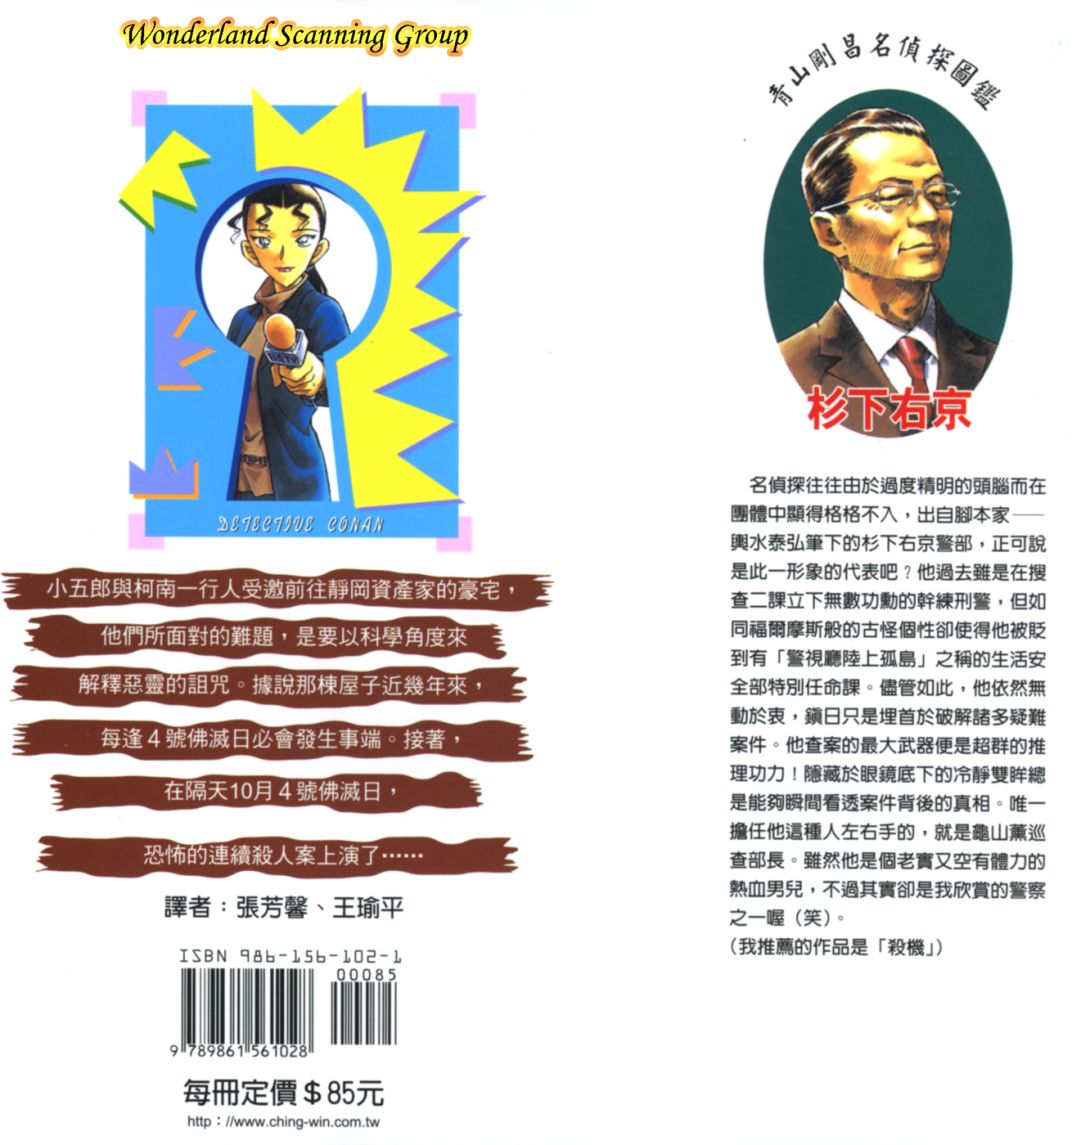 Wonderland Scanning Group
BSTV
DETECTIVE CONAN
小五郎與柯南一行人受邀前往靜岡資產家的豪宅，
他們所面對的難題，是要以科學角度來
解釋惡靈的詛咒。據說那棟屋子近幾年來，
每逢４號佛滅日必會發生事端。接著，
在隔天10月４號佛滅日，
恐怖的連續殺人案上演了……
譯者：張芳馨、王瑜平
ISBN 986-156-102-1
00085
9 789861 561028
每冊定價＄85元
http：//www.ching-win.com.tw
青山剛昌名偵探圖鑑
杉下右京
名偵探往往由於過度精明的頭腦而在
團體中顯得格格不入，出自腳本家──
輿水泰弘筆下的杉下右京警部，正可說
是此一形象的代表吧？他過去雖是在搜
查二課立下無數功勳的幹練刑警，但如
同福爾摩斯般的古怪個性卻使得他被貶
到有「警視廳陸上孤島」之稱的生活安
全部特別任命課。儘管如此，他依然無
動於衷，鎮日只是埋首於破解諸多疑難
案件。他查案的最大武器便是超群的推
理功力！隱藏於眼鏡底下的冷靜雙眸總
是能夠瞬間看透案件背後的真相。唯一
擔任他這種人左右手的，就是龜山薰巡
查部長。雖然他是個老實又空有體力的
熱血男兒，不過其實卻是我欣賞的警察
之一喔（笑）。
（我推薦的作品是「殺機」）